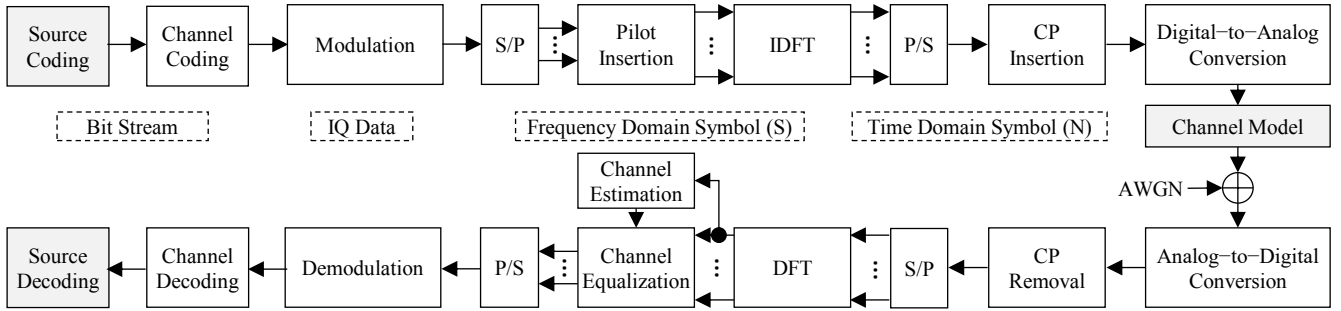 Source
Coding
Channel
Coding
Modulation
S/P
Pilot
Insertion
IDFT
P/S
CP
Insertion
Digital−to−Analog
Conversion
Bit Stream
IQ Data
Frequency Domain Symbol (S)
Time Domain Symbol (N)
Channel Model
Channel
Estimation
AWGN
Source
Decoding
Channel
Decoding
Demodulation
P/S
Channel
Equalization
DFT
S/P
CP
Removal
Analog−to−Digital
Conversion